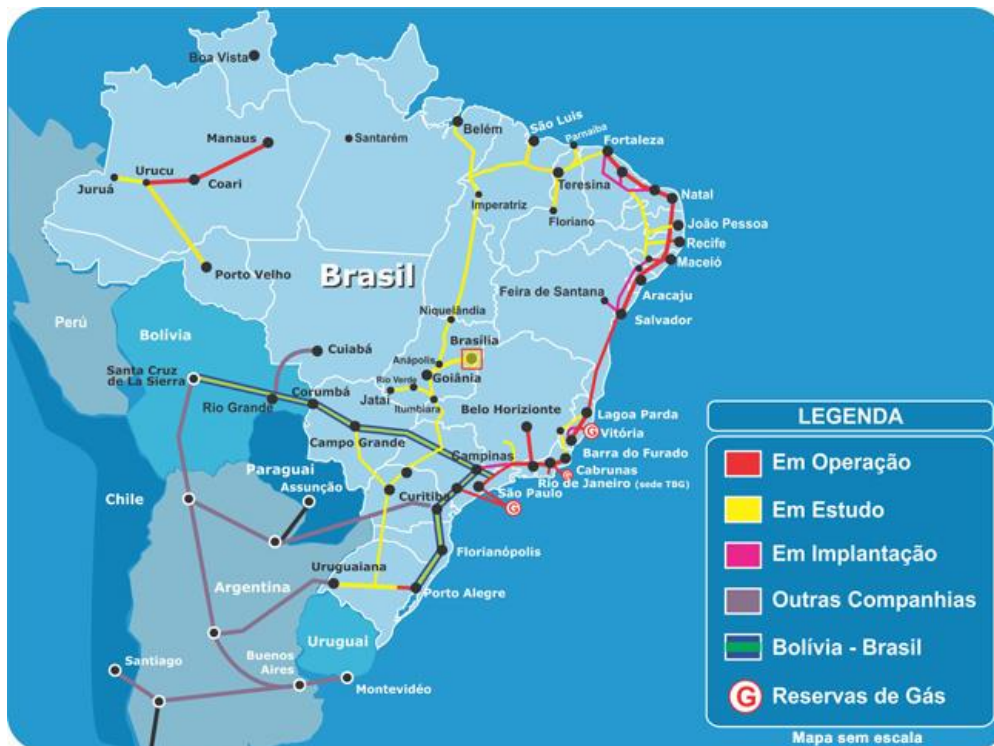 Boa Vista
Manaus
Santarém
Belém
São Luis
Parnaíba
Fortaleza
Urucu
Juruá
Coari
Imperatriz
Teresina
Floriano
Natal
João Pessoa
Recife
Maceió
Porto Velho
Brasil
Feira de Santana
Aracaju
Salvador
Perú
Bolívia
Niquelândia
Brasília
Cuiabá
Anápolis
Goiânia
Santa Cruz
de La Sierra
Rio Grande
Corumbá
Rio Verde
Jataí
Itumbiara
Belo Horizionte
Lagoa Parda
G
Vitória
Campo Grande
Campinas
Barra do Furado
G
Cabrunas
Rio de Janeiro (sede TBG)
Paraguai
Assunção
Chile
Curitiba
São Paulo
G
Florianópolis
Uruguaiana
Argentina
Porto Alegre
Uruguai
Santiago
Buenos
Aires
Montevidéo
LEGENDA
Em Operação
Em Estudo
Em Implantação
Outras Companhias
Bolívia - Brasil
G Reservas de Gás
Mapa sem escala